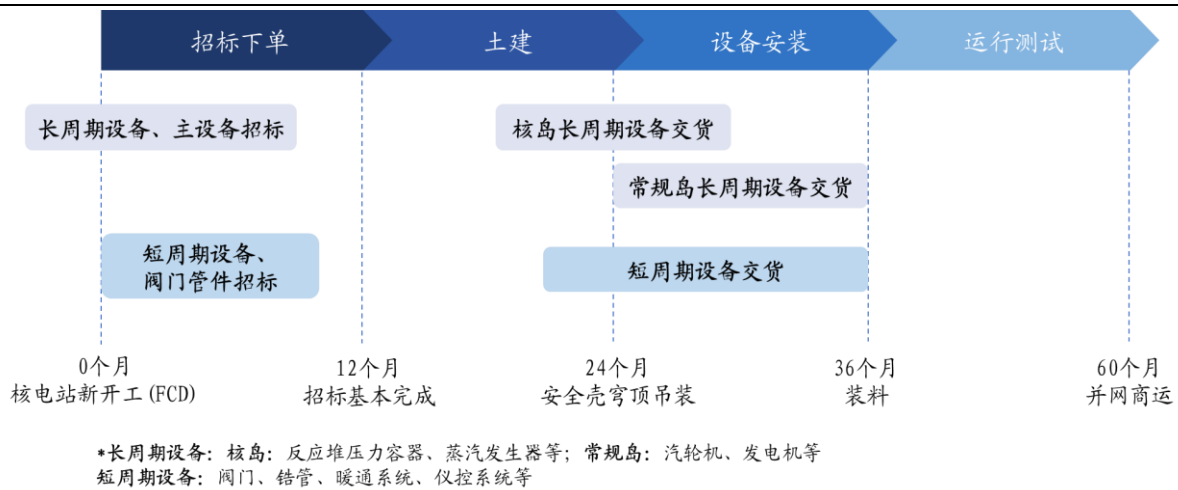 招标下单
土建
设备安装
运行测试
长周期设备、主设备招标
核岛长周期设备交货
常规岛长周期设备交货
短周期设备、
阀门管件招标
短周期设备交货
0个月
核电站新开工(FCD)
12个月
招标基本完成
24个月
安全壳穹顶吊装
36个月
装料
60个月
并网商运
*长周期设备：核岛：反应堆压力容器、蒸汽发生器等；常规岛：汽轮机、发电机等
短周期设备：阀门、锆管、暖通系统、仪控系统等